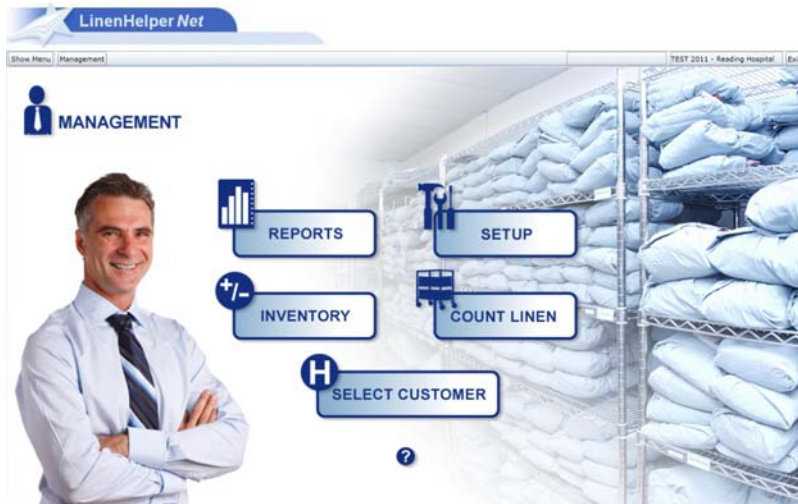 LinenHelper Net
Show Menu Management TEST 2011 - Reading Hospital
MANAGEMENT
REPORTS SETUP
+/-
INVENTORY COUNT LINEN
H
SELECT CUSTOMER
?